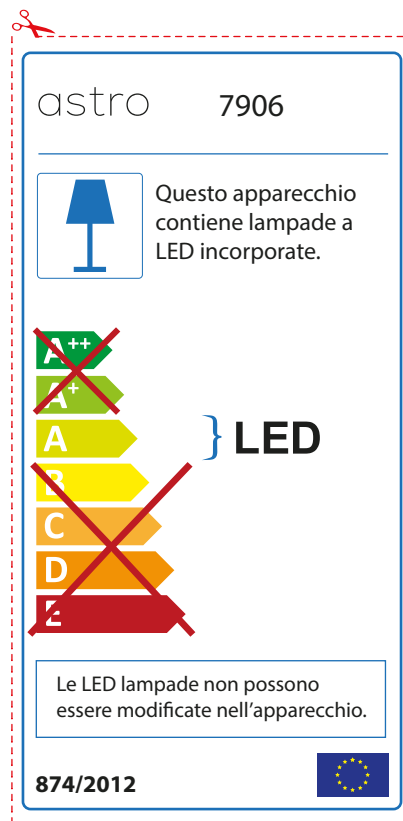 astro 7906
Questo apparecchio
contiene lampade a
LED incorporate.
A++
A+
A
} LED
B
C
D
E
Le LED lampade non possono
essere modificate nell'apparecchio.
874/2012